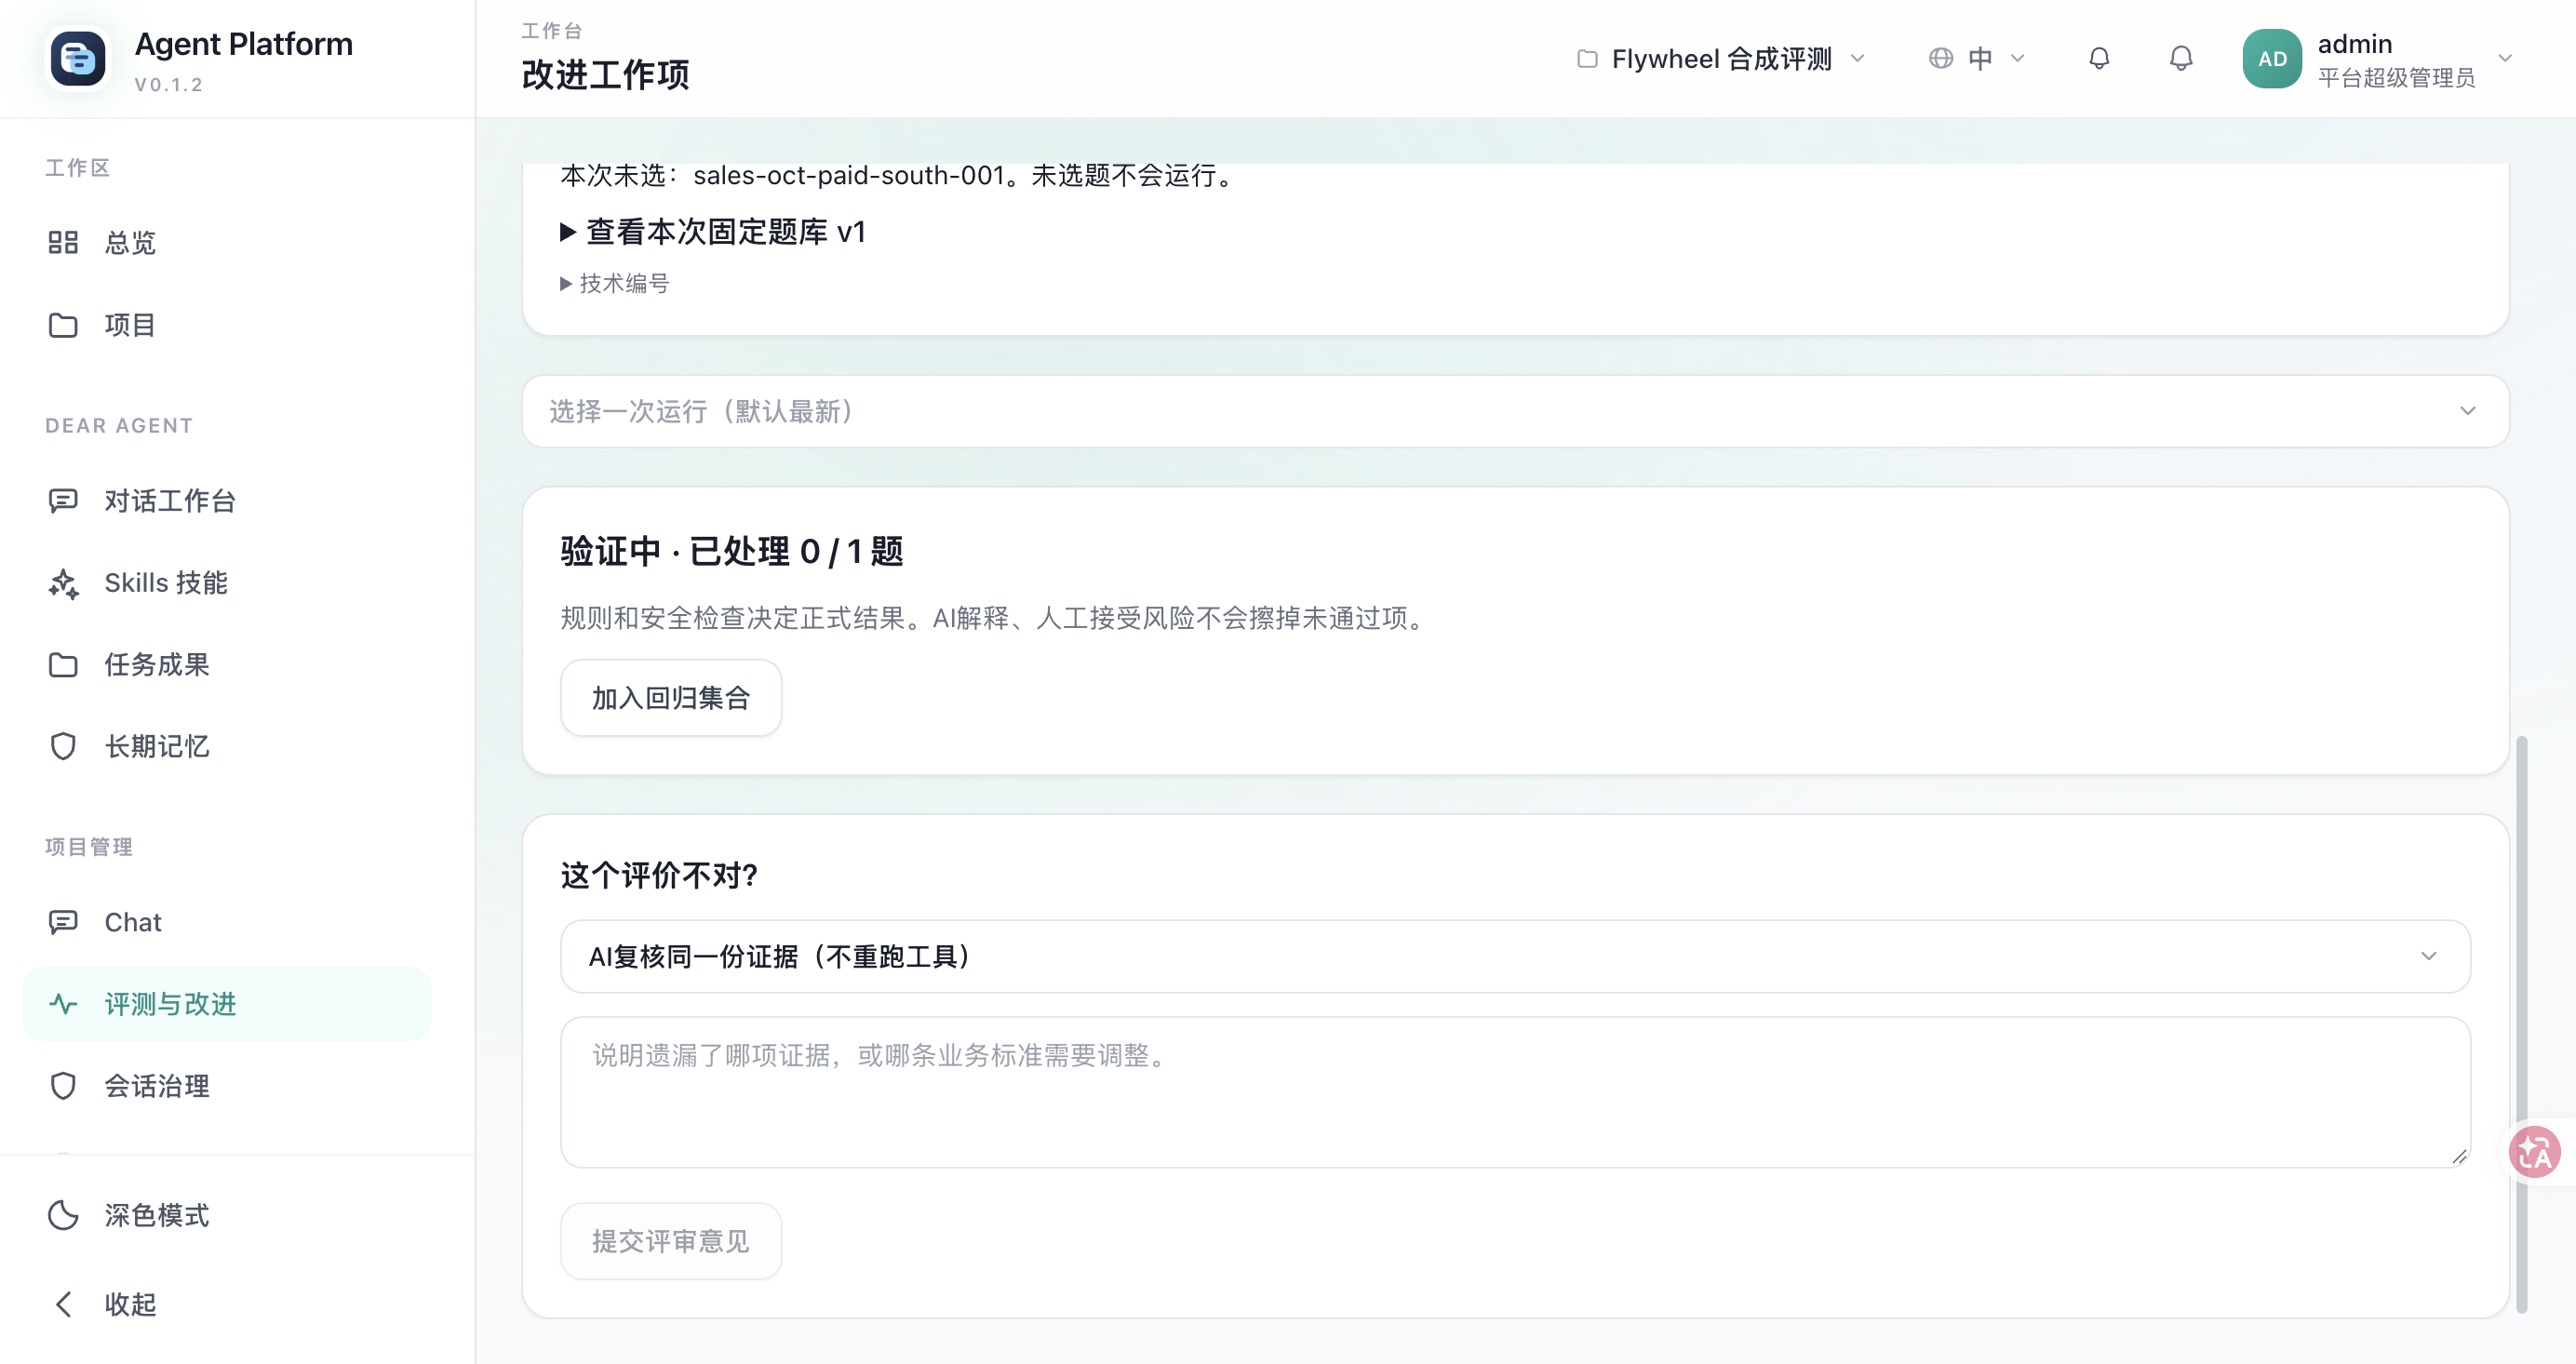 Agent Platform
V0.1.2
工作区
总览
项目
DEAR AGENT
对话工作台
Skills 技能
任务成果
长期记忆
项目管理
Chat
评测与改进
会话治理
深色模式
收起
工作台
改进工作项
Flywheel 合成评测
中
AD
admin
平台超级管理员
本次未选：sales-oct-paid-south-001。未选题不会运行。
▶ 查看本次固定题库 v1
▶ 技术编号
选择一次运行（默认最新）
验证中 · 已处理 0 / 1 题
规则和安全检查决定正式结果。AI解释、人工接受风险不会擦掉未通过项。
加入回归集合
这个评价不对?
AI复核同一份证据（不重跑工具）
说明遗漏了哪项证据，或哪条业务标准需要调整。
提交评审意见